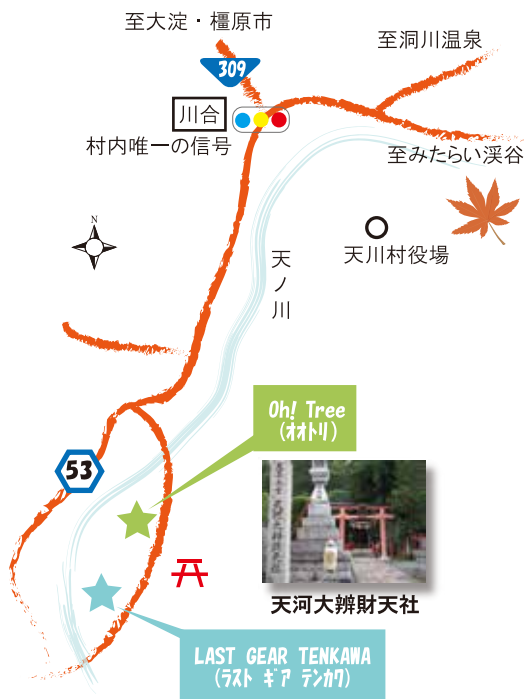 至大淀・橿原市
309
至洞川温泉
川合
村内唯一の信号
至みたらい渓谷
天川村役場
N
天ノ川
Oh! Tree
(ｵｵﾄﾘ)
53
天河大辨財天社
LAST GEAR TENKAWA
(ﾗｽﾄ ｷﾞｱ ﾃﾝｶﾜ)